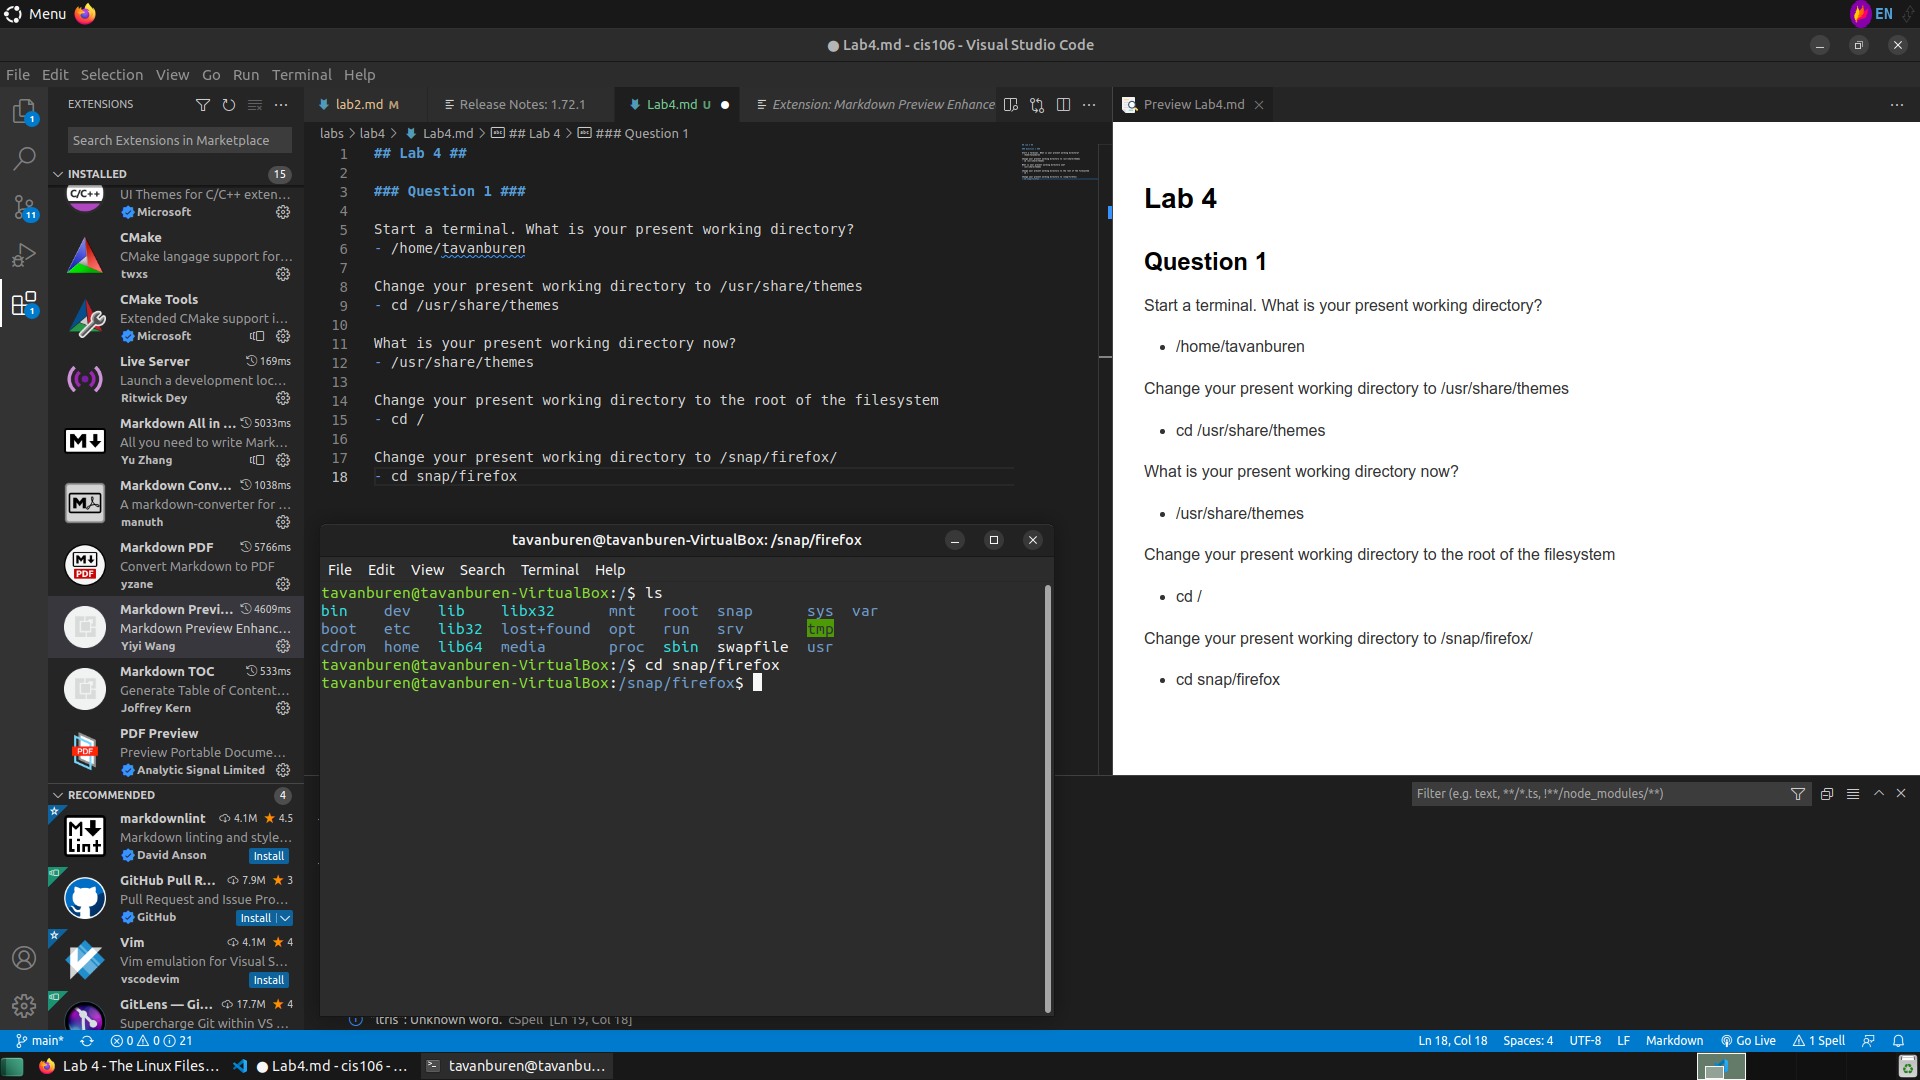 Menu
EN
Lab4.md - cis106 - Visual Studio Code
File Edit Selection View Go Run Terminal Help
EXTENSIONS
Search Extensions in Marketplace
INSTALLED 15
C/C++
UI Themes for C/C++ exten...
Microsoft
CMake
CMake langage support for...
twxs
CMake Tools
Extended CMake support i...
Microsoft
Live Server 169ms
Launch a development loc...
Ritwick Dey
Markdown All in ... 5033ms
All you need to write Mark...
Yu Zhang
Markdown Conv... 1038ms
A markdown-converter for ...
manuth
Markdown PDF 5766ms
Convert Markdown to PDF
yzane
Markdown Previ... 4609ms
Markdown Preview Enhanc...
Yiyi Wang
Markdown TOC 533ms
Generate Table of Content...
Joffrey Kern
PDF Preview
Preview Portable Docume...
Analytic Signal Limited
RECOMMENDED 4
markdownlint 4.1M 4.5
Markdown linting and style...
David Anson Install
GitHub Pull R... 7.9M 3
Pull Request and Issue Pro...
GitHub Install
Vim 4.1M 4
Vim emulation for Visual S...
vscodevim Install
GitLens — Gi... 17.7M 4
Supercharge Git within VS ...
lab2.md M Release Notes: 1.72.1 Lab4.md U Extension: Markdown Preview Enhance
labs > lab4 > Lab4.md > ## Lab 4 > ### Question 1
1 ## Lab 4 ##
2
3 ### Question 1 ###
4
5 Start a terminal. What is your present working directory?
6 - /home/tavanburen
7
8 Change your present working directory to /usr/share/themes
9 - cd /usr/share/themes
10
11 What is your present working directory now?
12 - /usr/share/themes
13
14 Change your present working directory to the root of the filesystem
15 - cd /
16
17 Change your present working directory to /snap/firefox/
18 - cd snap/firefox
tavanburen@tavanburen-VirtualBox: /snap/firefox
File Edit View Search Terminal Help
tavanburen@tavanburen-VirtualBox:/$ ls
bin dev lib libx32 mnt root snap sys var
boot etc lib32 lost+found opt run srv tmp
cdrom home lib64 media proc sbin swapfile usr
tavanburen@tavanburen-VirtualBox:/$ cd snap/firefox
tavanburen@tavanburen-VirtualBox:/snap/firefox$
Preview Lab4.md
Lab 4
Question 1
Start a terminal. What is your present working directory?
• /home/tavanburen
Change your present working directory to /usr/share/themes
• cd /usr/share/themes
What is your present working directory now?
• /usr/share/themes
Change your present working directory to the root of the filesystem
• cd /
Change your present working directory to /snap/firefox/
• cd snap/firefox
Filter (e.g. text, **/*.ts, !**/node_modules/**)
Unknown word. cSpell [Ln 19, Col 18]
main* 0 0 21
Ln 18, Col 18 Spaces: 4 UTF-8 LF Markdown Go Live 1 Spell
Lab 4 - The Linux Files... Lab4.md - cis106 - ... tavanburen@tavanbu...